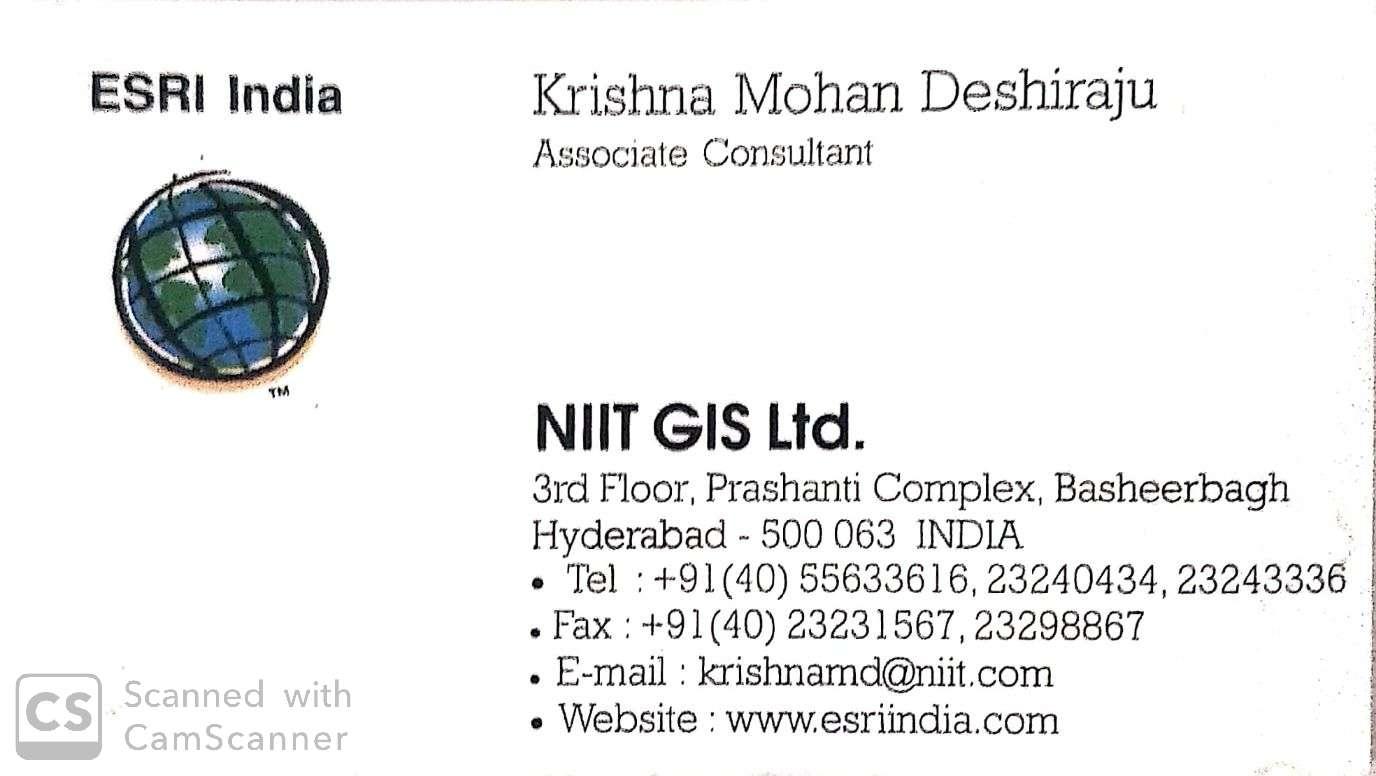 ESRI India
TM
Krishna Mohan Deshiraju
Associate Consultant
NIIT GIS Ltd.
3rd Floor, Prashanti Complex, Basheerbagh
Hyderabad - 500 063 INDIA
• Tel : +91(40) 55633616, 23240434, 23243336
• Fax : +91(40) 23231567, 23298867
• E-mail : krishnamd@niit.com
• Website : www.esriindia.com
CS
Scanned with
CamScanner